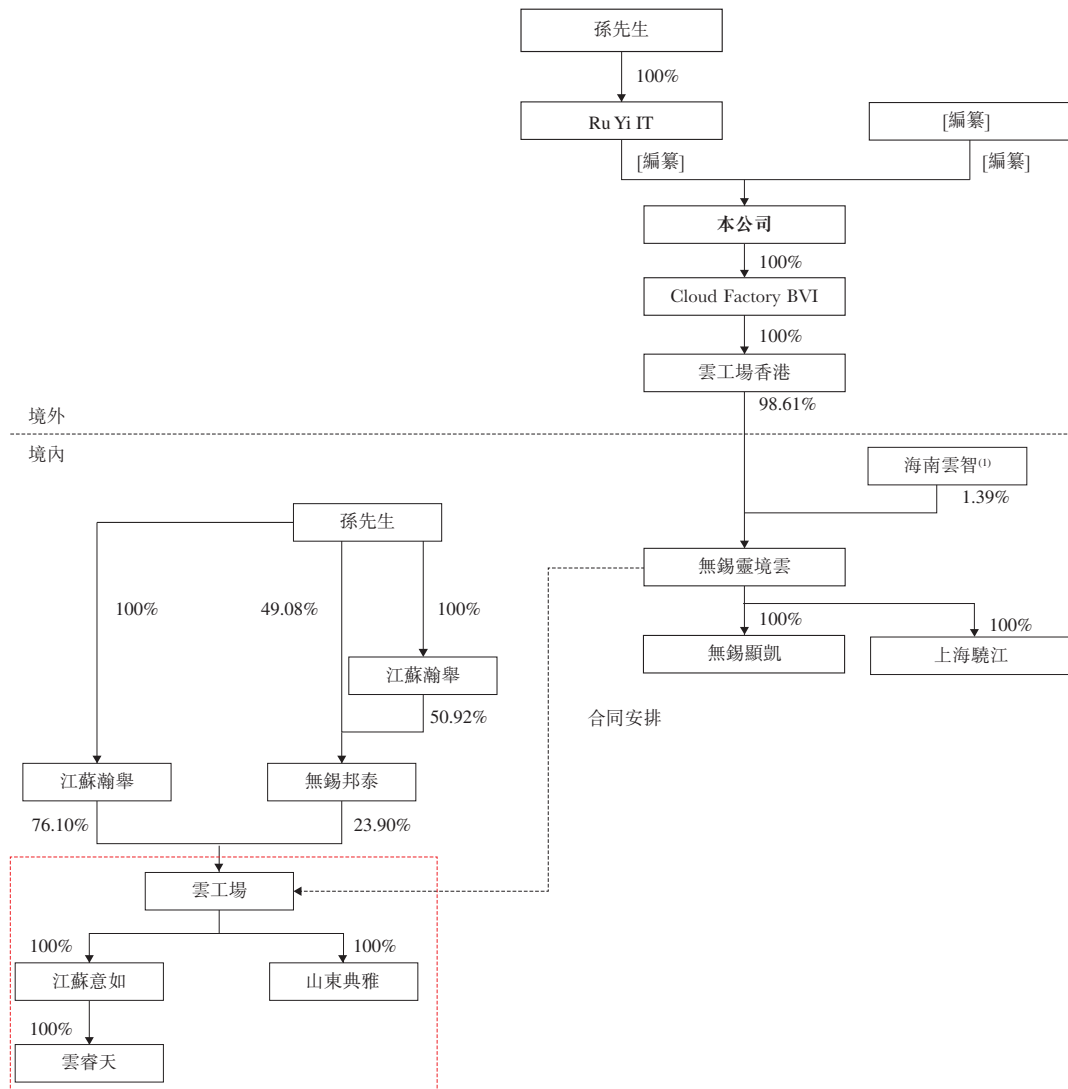 孫先生
100%
Ru Yi IT
[編纂]
[編纂]
[編纂]
本公司
100%
Cloud Factory BVI
100%
雲工場香港
98.61%
境外
境內
海南雲智(1)
1.39%
孫先生
無錫靈境雲
100%
49.08%
100%
100%
100%
無錫顯凱
上海驍江
江蘇瀚舉
50.92%
合同安排
江蘇瀚舉
無錫邦泰
76.10%
23.90%
雲工場
100%
100%
江蘇意如
山東典雅
100%
雲睿天